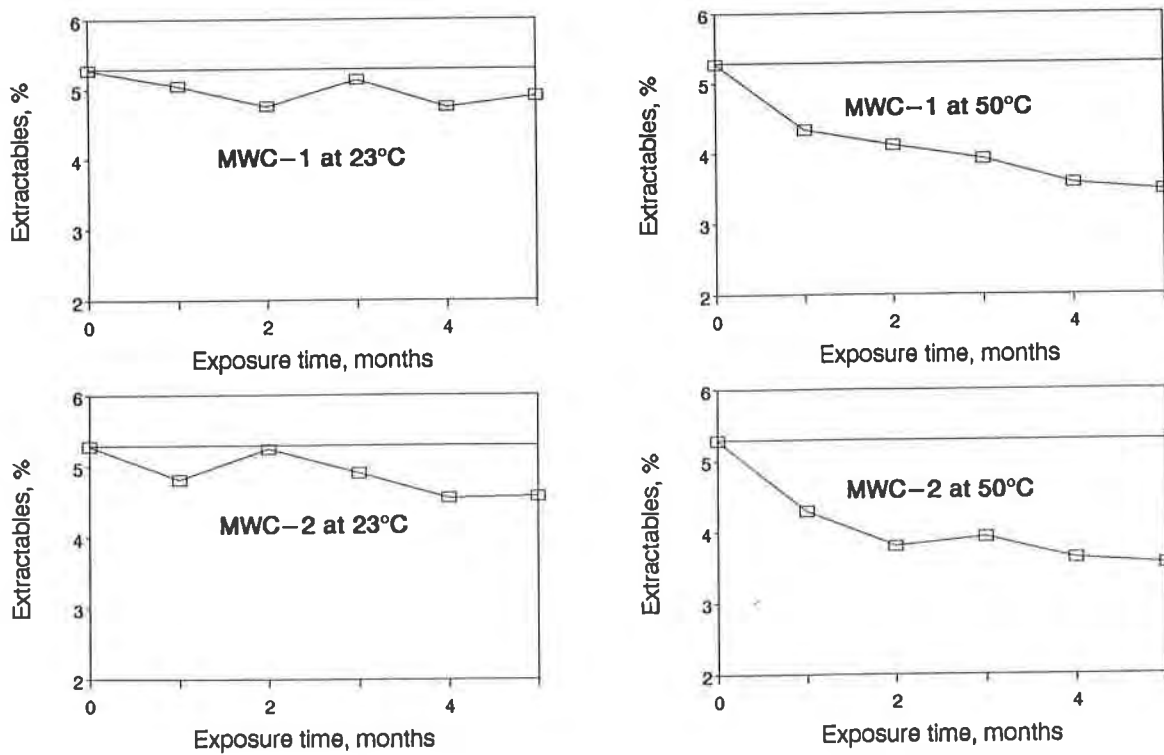 6
5
4
3
2
Extractables, %
MWC−1 at 23°C
0
2
4
Exposure time, months
6
5
4
3
2
Extractables, %
MWC−1 at 50°C
0
2
4
Exposure time, months
6
5
4
3
2
Extractables, %
MWC−2 at 23°C
0
2
4
Exposure time, months
6
5
4
3
2
Extractables, %
MWC−2 at 50°C
0
2
4
Exposure time, months